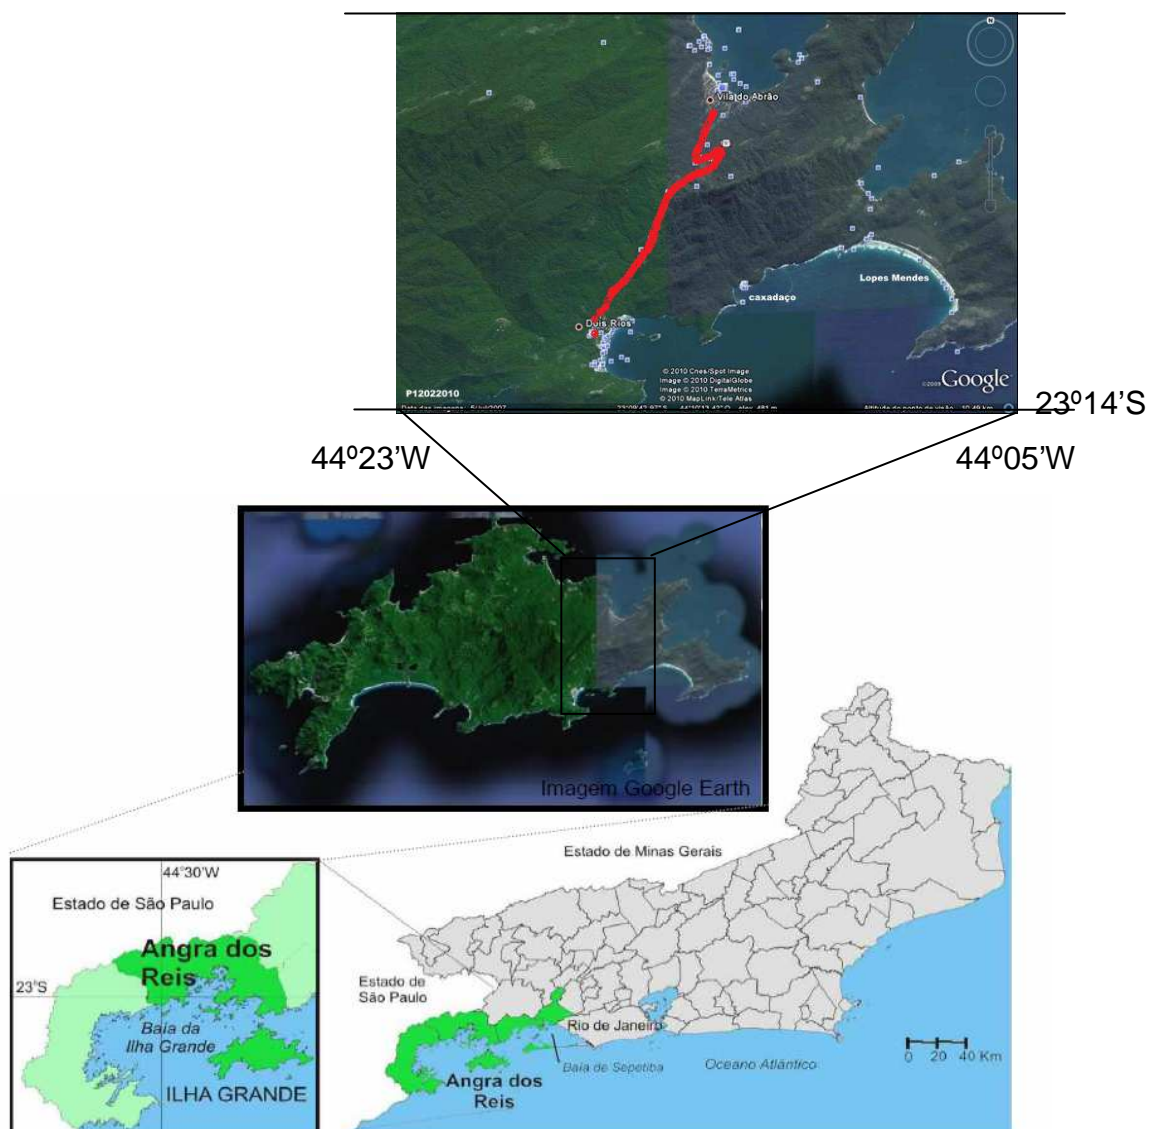 N
Vila do Abrão
Lopes Mendes
caxadaço
Dois Rios
© 2010 Cnes/Spot Image
Image © 2010 DigitalGlobe
Image © 2010 TerraMetrics
© 2010 MapLink/Tele Atlas
©2009 Google
P12022010
23º14’S
44º23’W
44º05’W
Imagem Google Earth
Estado de Minas Gerais
44°30'W
Estado de São Paulo
Angra dos
Reis
23°S
Baía da
Ilha Grande
ILHA GRANDE
Estado de
São Paulo
Rio de Janeiro
Baía de Sepetiba
Oceano Atlântico
Angra dos
Reis
0 20 40 Km